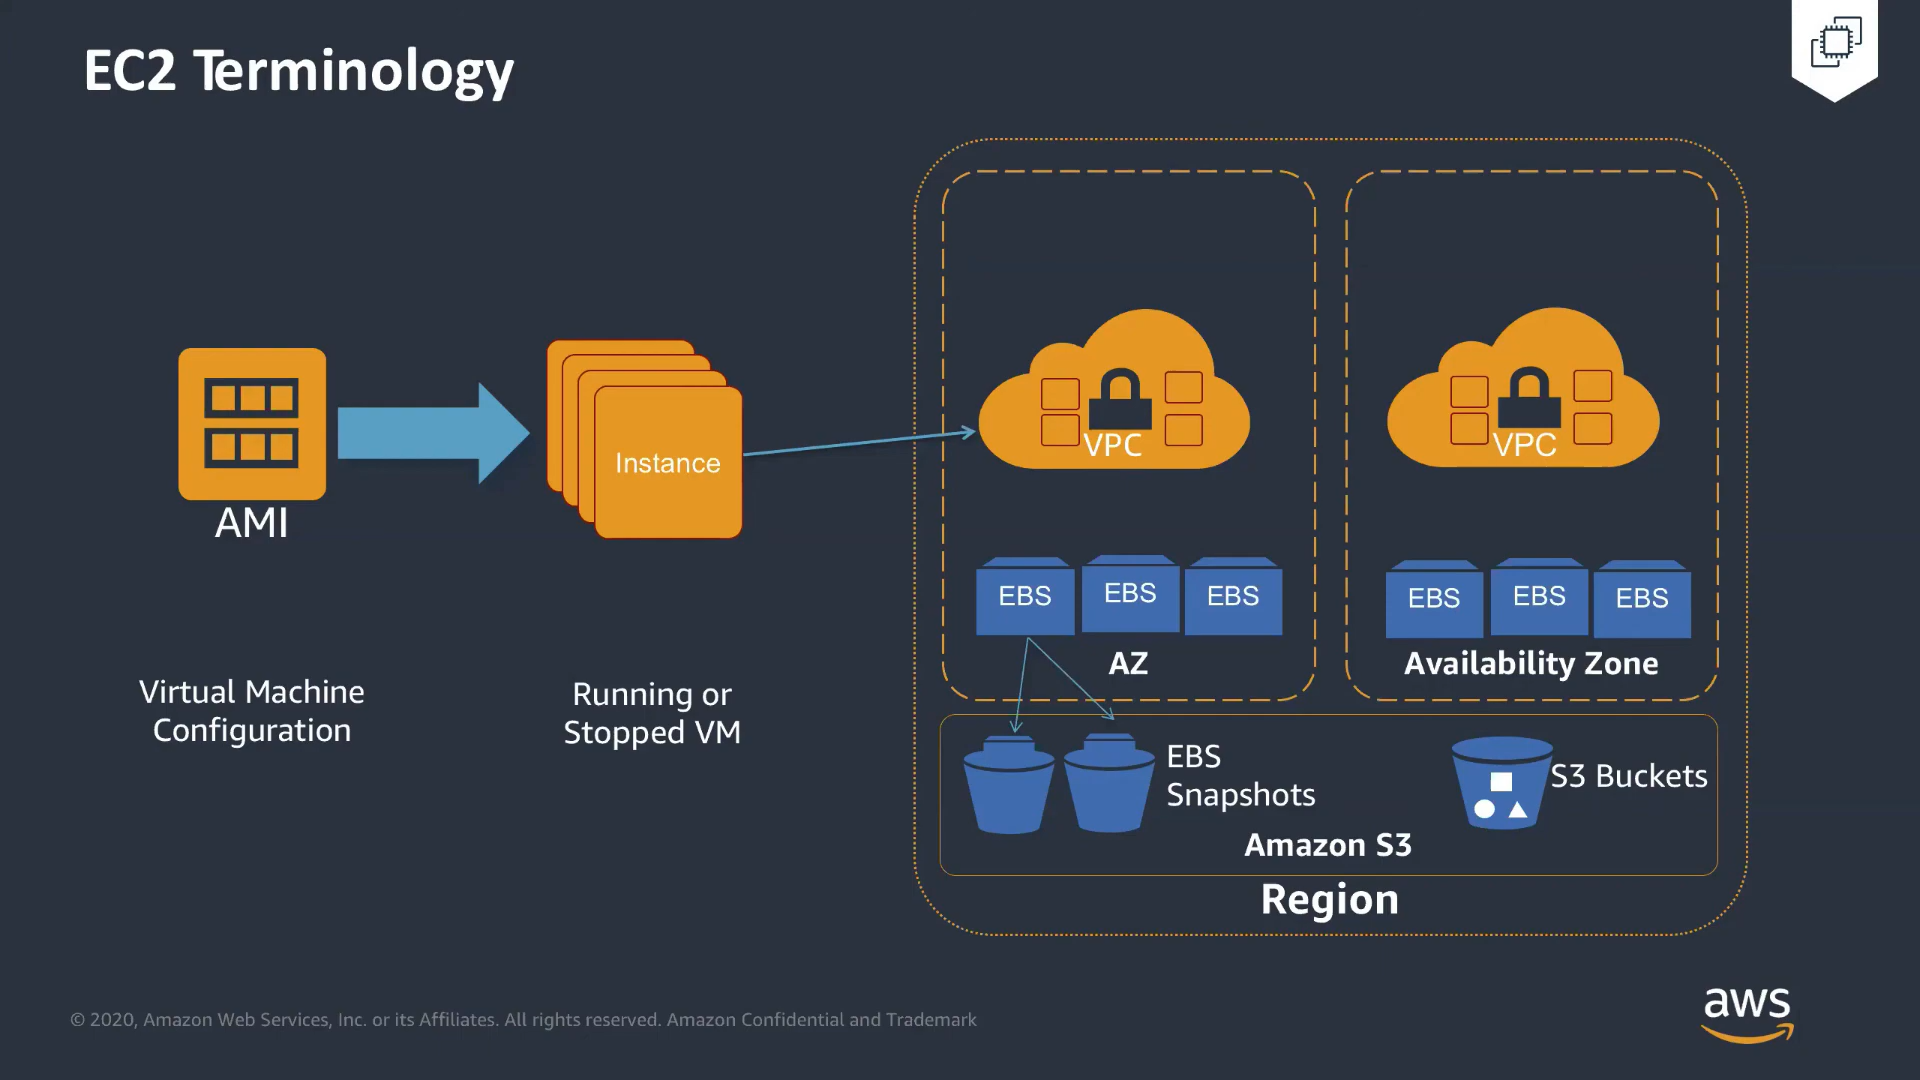 EC2 Terminology
AMI
Virtual Machine
Configuration
Instance
Running or
Stopped VM
VPC
VPC
EBS
EBS
EBS
AZ
EBS
EBS
EBS
Availability Zone
EBS
Snapshots
S3 Buckets
Amazon S3
Region
© 2020, Amazon Web Services, Inc. or its Affiliates. All rights reserved. Amazon Confidential and Trademark
aws